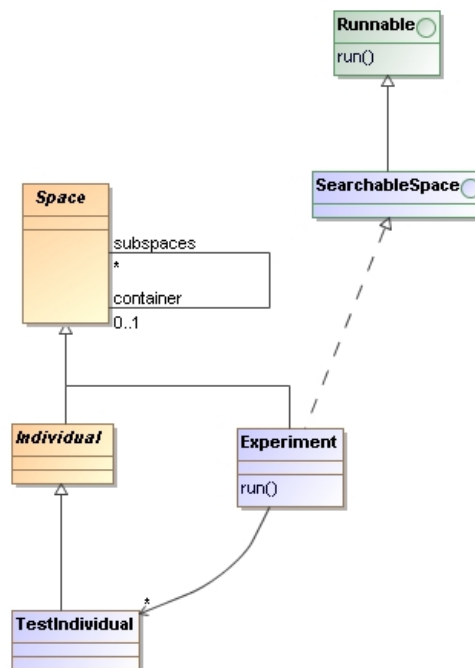 Runnable
run()
SearchableSpace
Space
subspaces
*
container
0..1
Individual
Experiment
run()
*
TestIndividual